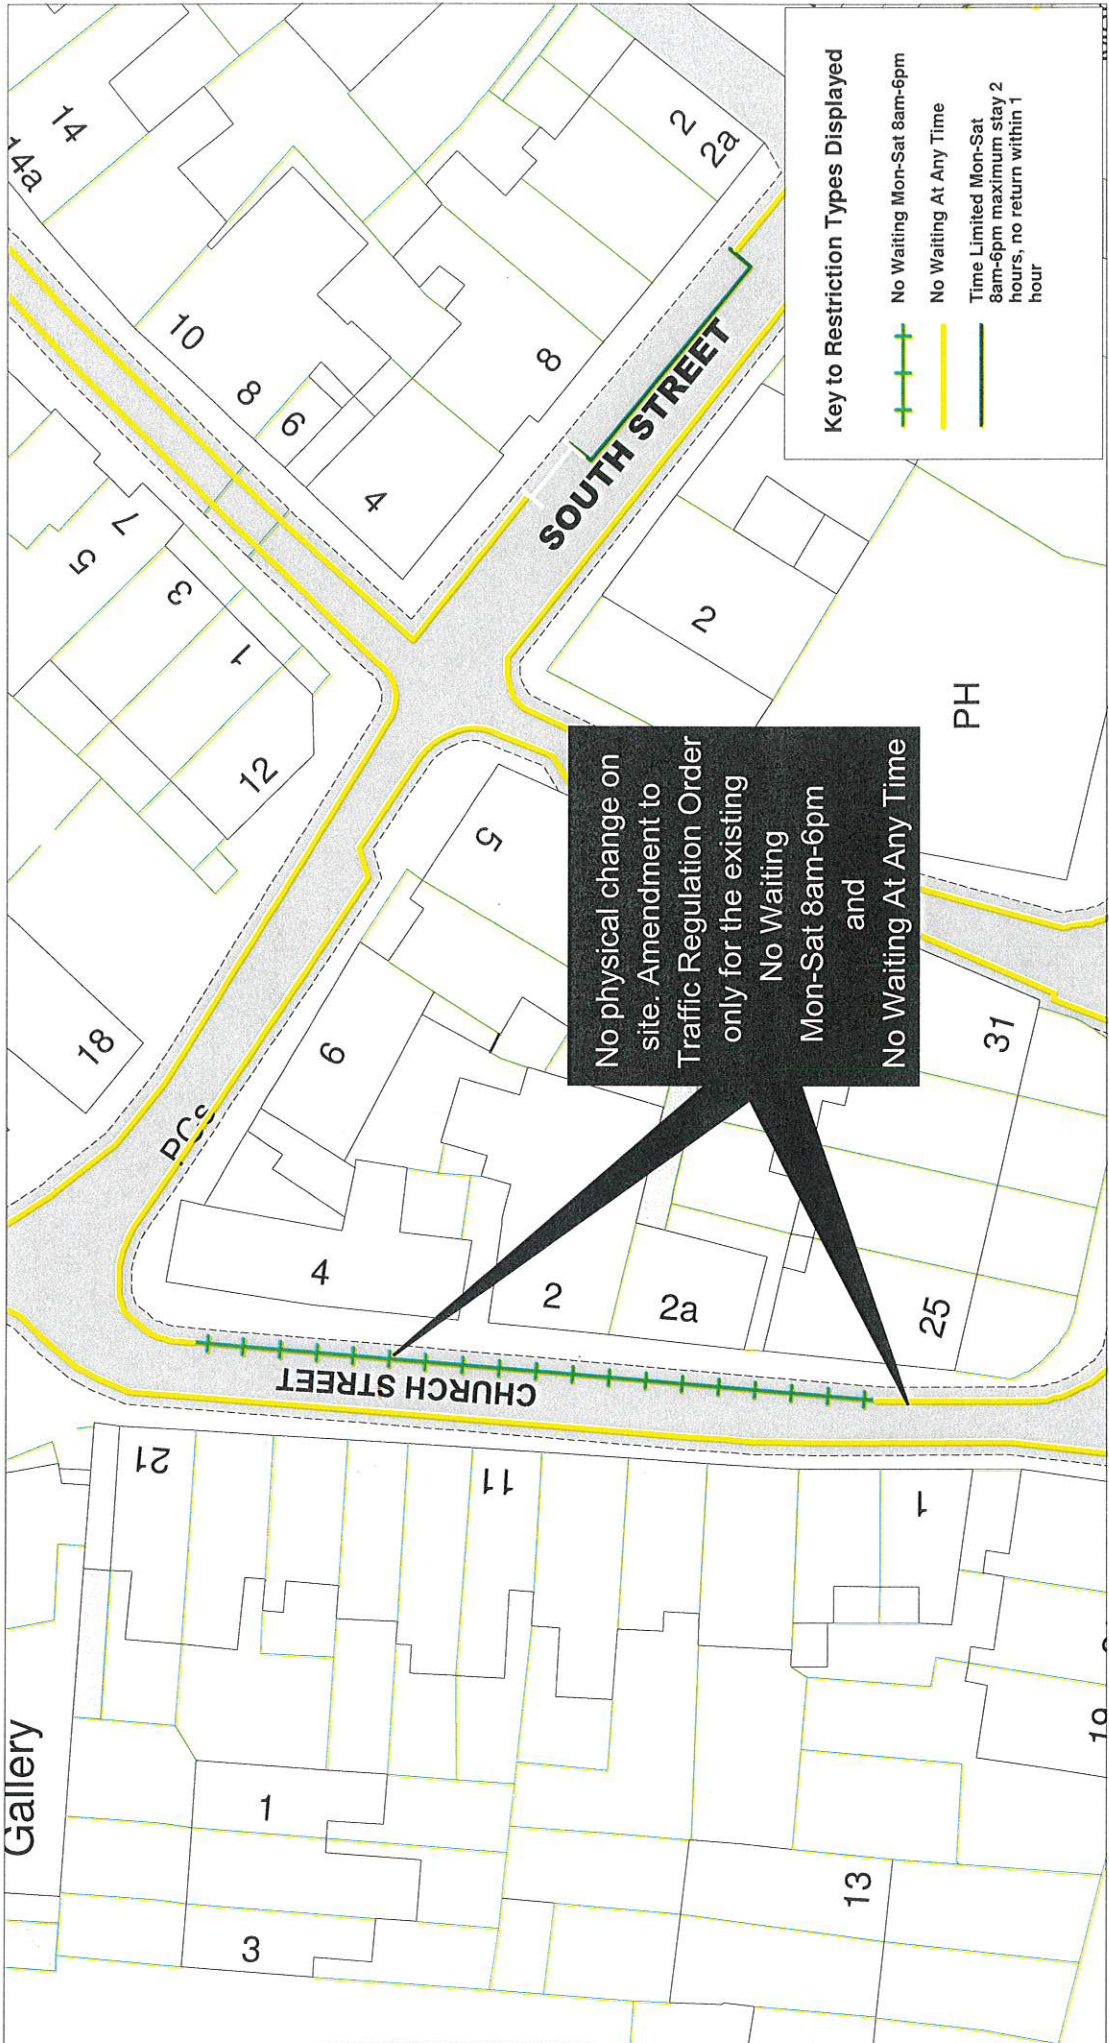 Gallery
3
1
13
19
21
11
1
CHURCH STREET
4
2
2a
25
31
6
5
18
PCs
12
1
3
5
7
14a
14
10
8
6
4
8
2
2a
SOUTH STREET
2
PH
No physical change on
site. Amendment to
Traffic Regulation Order
only for the existing
No Waiting
Mon-Sat 8am-6pm
and
No Waiting At Any Time
Key to Restriction Types Displayed
No Waiting Mon-Sat 8am-6pm
No Waiting At Any Time
Time Limited Mon-Sat
8am-6pm maximum stay 2
hours, no return within 1
hour